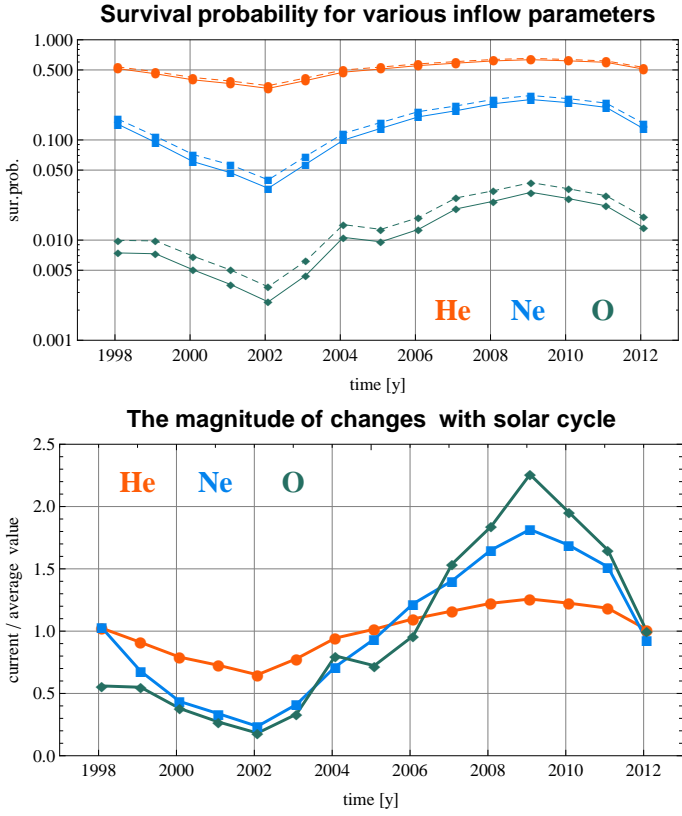 Survival probability for various inflow parameters
1.000
0.500
0.100
0.050
0.010
0.005
0.001
sur.prob.
He Ne O
1998 2000 2002 2004 2006 2008 2010 2012
time [y]
The magnitude of changes with solar cycle
2.5
2.0
1.5
1.0
0.5
0.0
current / average value
He Ne O
1998 2000 2002 2004 2006 2008 2010 2012
time [y]